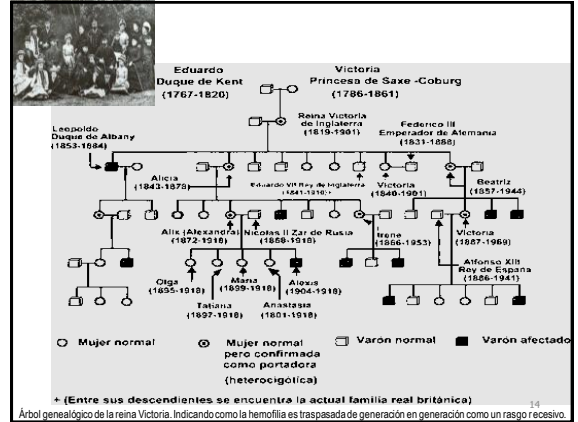 Eduardo
Duque de Kent
(1767-1820)
Victoria
Princesa de Saxe -Coburg
(1786-1861)
Reina Victoria
de Inglaterra
(1819-1901)
Federico III
Emperador de Alemania
(1831-1888)
Leopoldo
Duque de Albany
(1853-1884)
Alicia
(1843-1878)
Eduardo VII Rey de Inglaterra
(1841-1910)+
Victoria
(1840-1901)
Beatriz
(1857-1944)
Alix (Alexandra)
(1872-1918)
Nicolas II Zar de Rusia
(1868-1918)
Irene
(1866-1953)
Victoria
(1887-1969)
Alfonso XIII
Rey de España
(1886-1941)
Olga
(1895-1918)
Tatiana
(1897-1918)
Maria
(1899-1918)
Anastasia
(1801-1918)
Alexis
(1904-1918)
Mujer normal
Mujer normal
pero confirmada
como portadora
(heterocigótica)
Varón normal
Varón afectado
+ (Entre sus descendientes se encuentra la actual familia real británica)
14
Árbol genealógico de la reina Victoria. Indicando como la hemofilia es traspasada de generación en generación como un rasgo recesivo.